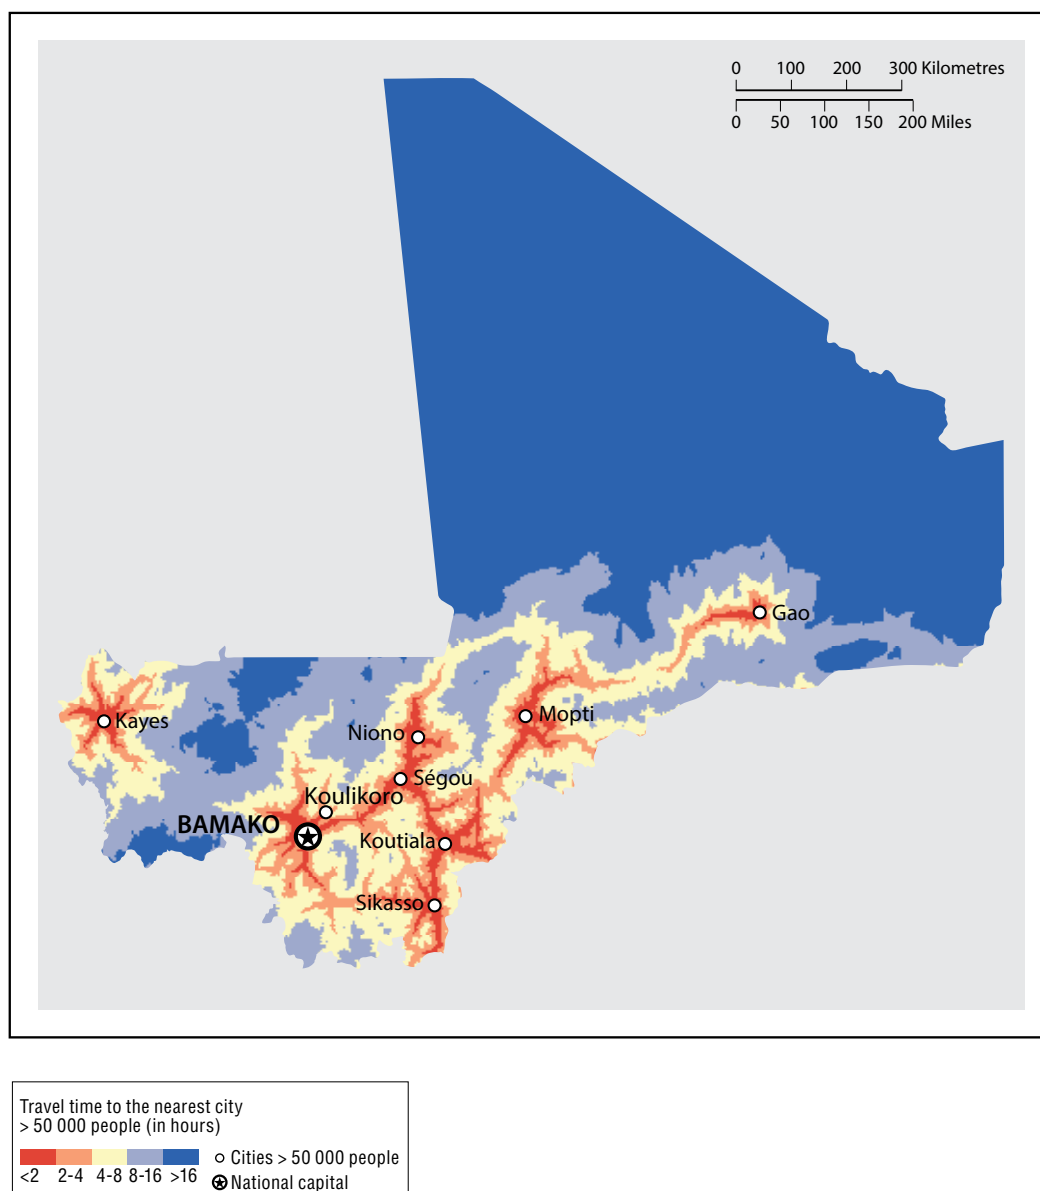 0 100 200 300 Kilometres
0 50 100 150 200 Miles
Gao
Kayes
Mopti
Niono
Ségou
Koulikoro
BAMAKO
Koutiala
Sikasso
Travel time to the nearest city
> 50 000 people (in hours)
<2 2-4 4-8 8-16 >16
Cities > 50 000 people
National capital